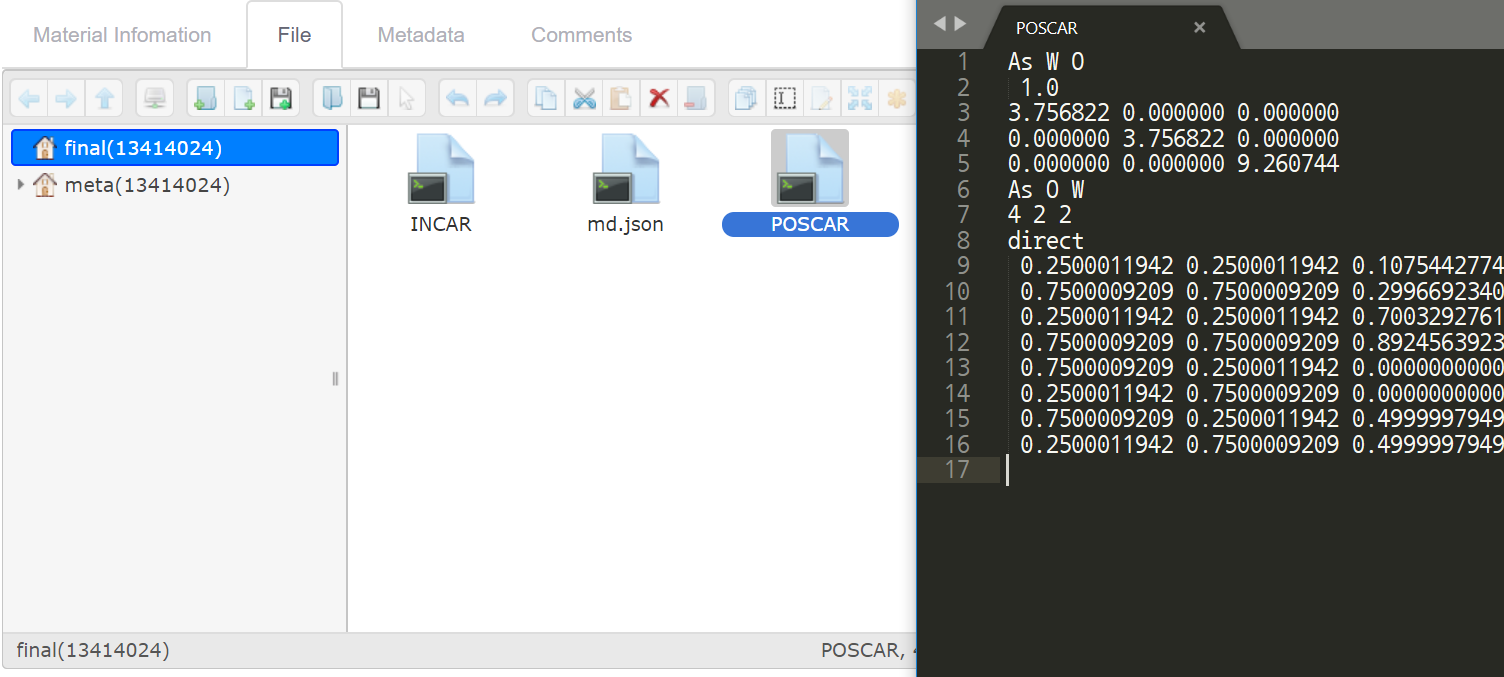 Material Infomation
File
Metadata
Comments
final(13414024)
meta(13414024)
INCAR
md.json
POSCAR
final(13414024)
POSCAR,
POSCAR
1 As W O
2 1.0
3 3.756822 0.000000 0.000000
4 0.000000 3.756822 0.000000
5 0.000000 0.000000 9.260744
6 As O W
7 4 2 2
8 direct
9 0.2500011942 0.2500011942 0.1075442774
10 0.7500009209 0.7500009209 0.2996692340
11 0.2500011942 0.2500011942 0.7003292761
12 0.7500009209 0.7500009209 0.8924563923
13 0.7500009209 0.2500011942 0.0000000000
14 0.2500011942 0.7500009209 0.0000000000
15 0.7500009209 0.2500011942 0.4999997949
16 0.2500011942 0.7500009209 0.4999997949
17